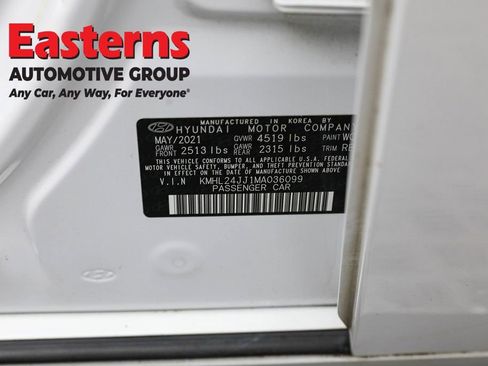 Easterns
AUTOMOTIVE GROUP
Any Car, Any Way, For Everyone®
MANUFACTURED IN KOREA BY
HYUNDAI MOTOR COMPANY
MAY/2021 GVWR 4519 lbs PAINT
GAWR FRONT 2513 lbs GAWR REAR 2315 lbs TRIM
THIS VEHICLE CONFORMS TO ALL APPLICABLE U.S.A. FEDERAL
MOTOR VEHICLE SAFETY, BUMPER, AND THEFT PREVENTION
STANDARDS IN EFFECT ON THE DATE OF MANUFACTURE SHOWN ABOVE.
V.I.N KMHL24JJ1MA036099
PASSENGER CAR